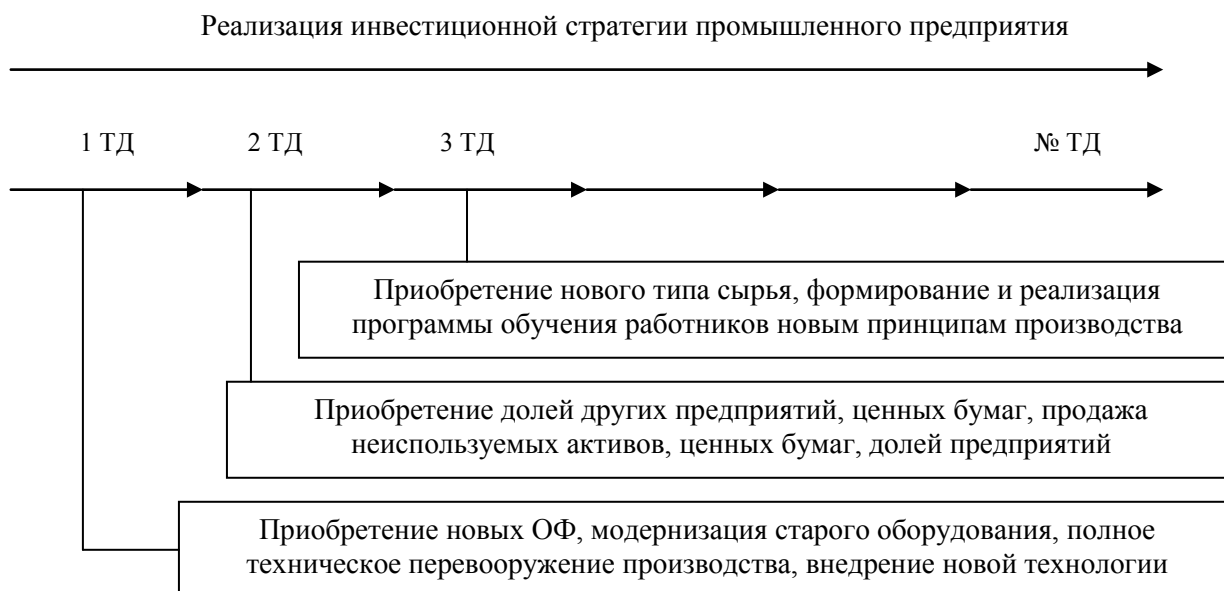 Реализация инвестиционной стратегии промышленного предприятия
1 ТД 2 ТД 3 ТД № ТД
Приобретение нового типа сырья, формирование и реализация
программы обучения работников новым принципам производства
Приобретение долей других предприятий, ценных бумаг, продажа
неиспользуемых активов, ценных бумаг, долей предприятий
Приобретение новых ОФ, модернизация старого оборудования, полное
техническое перевооружение производства, внедрение новой технологии